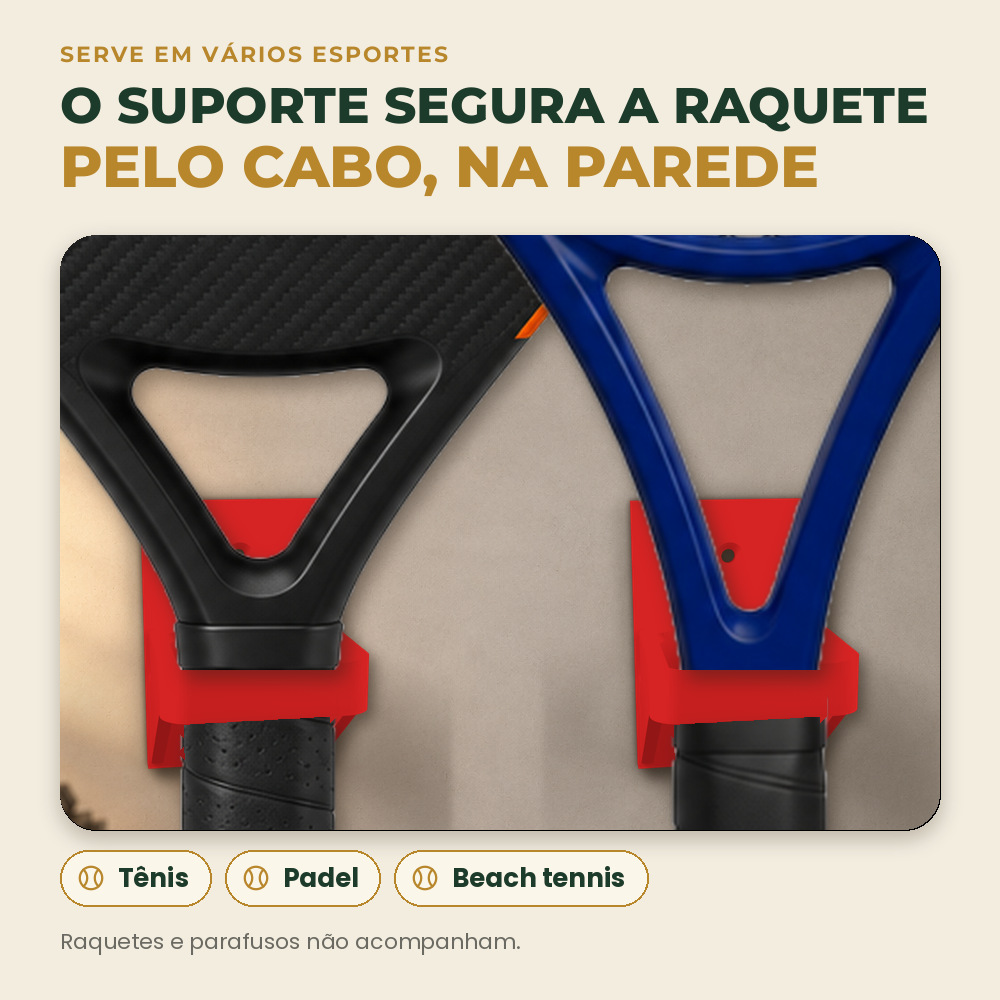 SERVE EM VÁRIOS ESPORTES
O SUPORTE SEGURA A RAQUETE
PELO CABO, NA PAREDE
Tênis
Padel
Beach tennis
Raquetes e parafusos não acompanham.